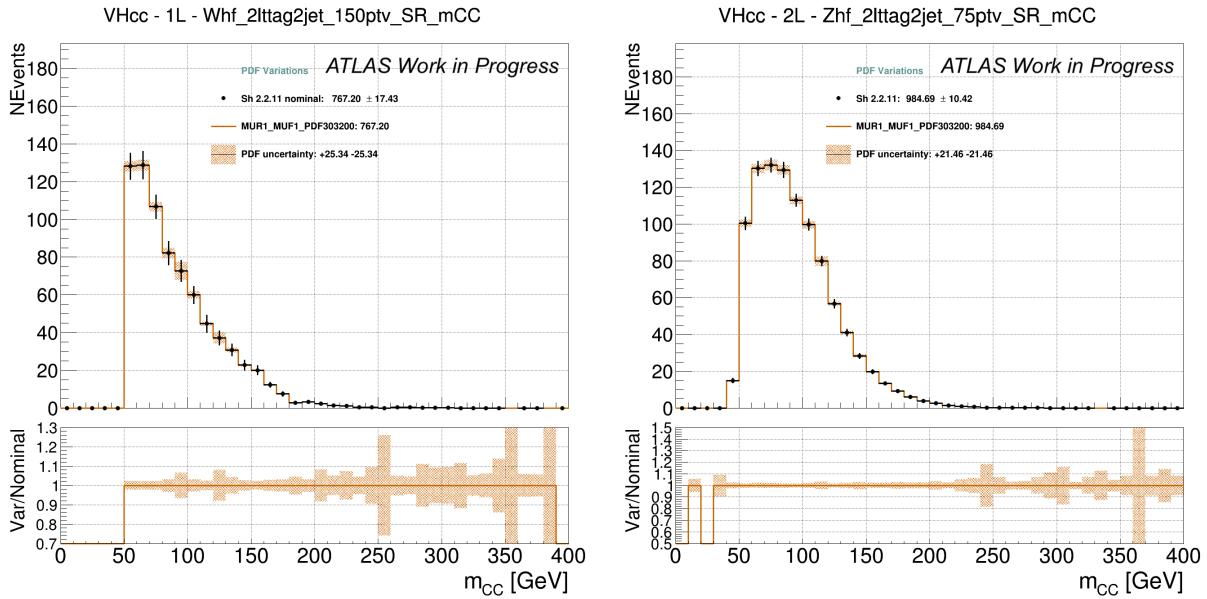 VHcc - 1L - Whf_2lttag2jet_150ptv_SR_mCC
NEvents
180
160
140
120
100
80
60
40
20
0
PDF Variations
ATLAS Work in Progress
Sh 2.2.11 nominal: 767.20 ± 17.43
MUR1_MUF1_PDF303200: 767.20
PDF uncertainty: +25.34 -25.34
Var/Nominal
1.3
1.2
1.1
1
0.9
0.8
0.7
0 50 100 150 200 250 300 350 400
mCC [GeV]
VHcc - 2L - Zhf_2lttag2jet_75ptv_SR_mCC
NEvents
180
160
140
120
100
80
60
40
20
0
PDF Variations
ATLAS Work in Progress
Sh 2.2.11: 984.69 ± 10.42
MUR1_MUF1_PDF303200: 984.69
PDF uncertainty: +21.46 -21.46
Var/Nominal
1.5
1.4
1.3
1.2
1.1
1
0.9
0.8
0.7
0.6
0.5
0 50 100 150 200 250 300 350 400
mCC [GeV]